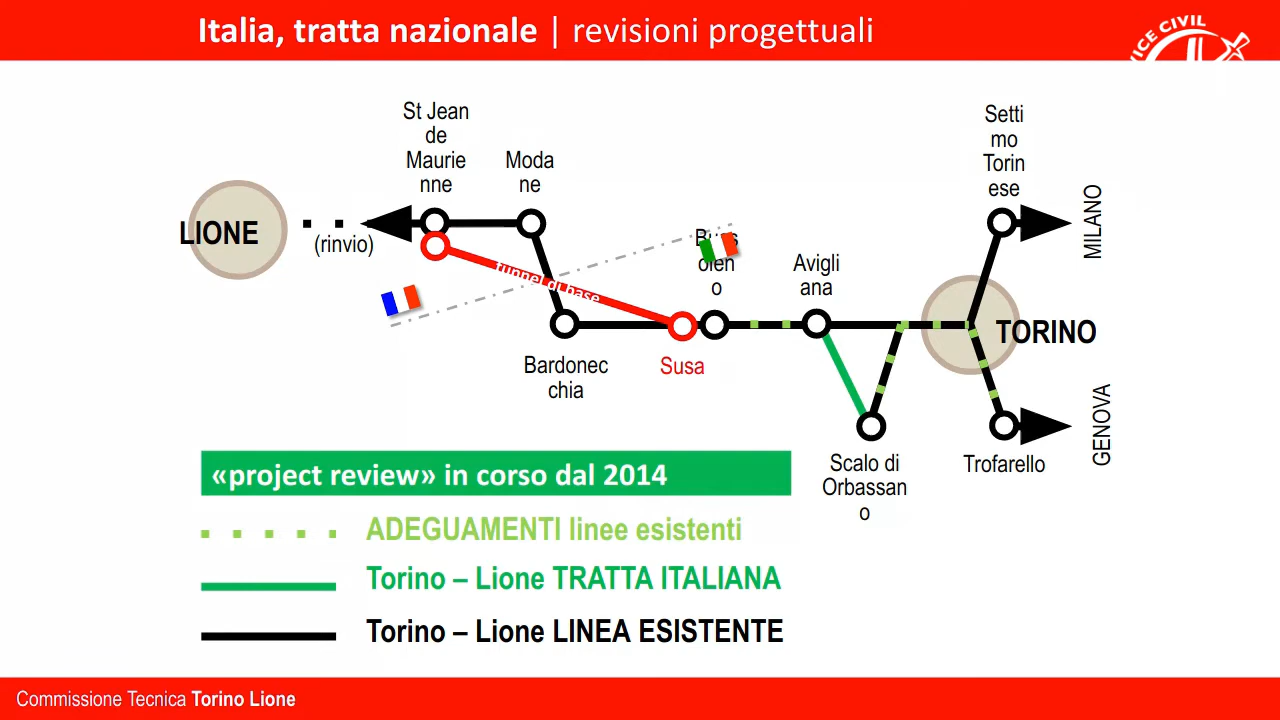 Italia, tratta nazionale | revisioni progettuali
VICE CIVIL
St Jean
de
Maurie
nne
Moda
ne
Setti
mo
Torin
ese
MILANO
LIONE
(rinvio)
tunnel di base
olen
o
Avigli
ana
TORINO
Bardonec
chia
Susa
GENOVA
Scalo di
Orbassan
o
Trofarello
«project review» in corso dal 2014
ADEGUAMENTI linee esistenti
Torino – Lione TRATTA ITALIANA
Torino – Lione LINEA ESISTENTE
Commissione Tecnica Torino Lione